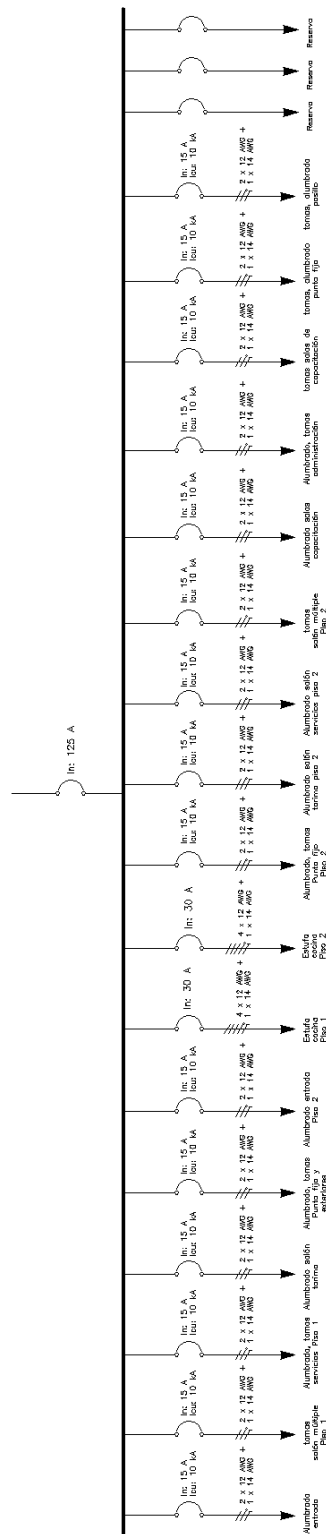 In: 125 A
In: 15 A
Icu: 10 kA
2 x 12 AWG +
1 x 14 AWG
Alumbrado
entrada
In: 15 A
Icu: 10 kA
2 x 12 AWG +
1 x 14 AWG
tomas
salón múltiple
Piso 1
In: 15 A
Icu: 10 kA
2 x 12 AWG +
1 x 14 AWG
Alumbrado, tomas
servicios Piso 1
In: 15 A
Icu: 10 kA
2 x 12 AWG +
1 x 14 AWG
Alumbrado salón
tarima
In: 15 A
Icu: 10 kA
2 x 12 AWG +
1 x 14 AWG
Alumbrado, tomas
Punto fijo y
exteriores
In: 15 A
Icu: 10 kA
2 x 12 AWG +
1 x 14 AWG
Alumbrado entrada
Piso 2
In: 30 A
4 x 12 AWG +
1 x 14 AWG
Estufa
cocina
Piso 1
In: 30 A
4 x 12 AWG +
1 x 14 AWG
Estufa
cocina
Piso 2
In: 15 A
Icu: 10 kA
2 x 12 AWG +
1 x 14 AWG
Alumbrado, tomas
Punto fijo
Piso 2
In: 15 A
Icu: 10 kA
2 x 12 AWG +
1 x 14 AWG
Alumbrado salón
tarima piso 2
In: 15 A
Icu: 10 kA
2 x 12 AWG +
1 x 14 AWG
Alumbrado salón
servicios piso 2
In: 15 A
Icu: 10 kA
2 x 12 AWG +
1 x 14 AWG
tomas
salón múltiple
Piso 2
In: 15 A
Icu: 10 kA
2 x 12 AWG +
1 x 14 AWG
Alumbrado salas
capacitación
In: 15 A
Icu: 10 kA
2 x 12 AWG +
1 x 14 AWG
Alumbrado, tomas
administración
In: 15 A
Icu: 10 kA
2 x 12 AWG +
1 x 14 AWG
tomas salas de
capacitación
In: 15 A
Icu: 10 kA
2 x 12 AWG +
1 x 14 AWG
tomas, alumbrado
punto fijo
In: 15 A
Icu: 10 kA
2 x 12 AWG +
1 x 14 AWG
tomas, alumbrado
pasillo
Reserva
Reserva
Reserva